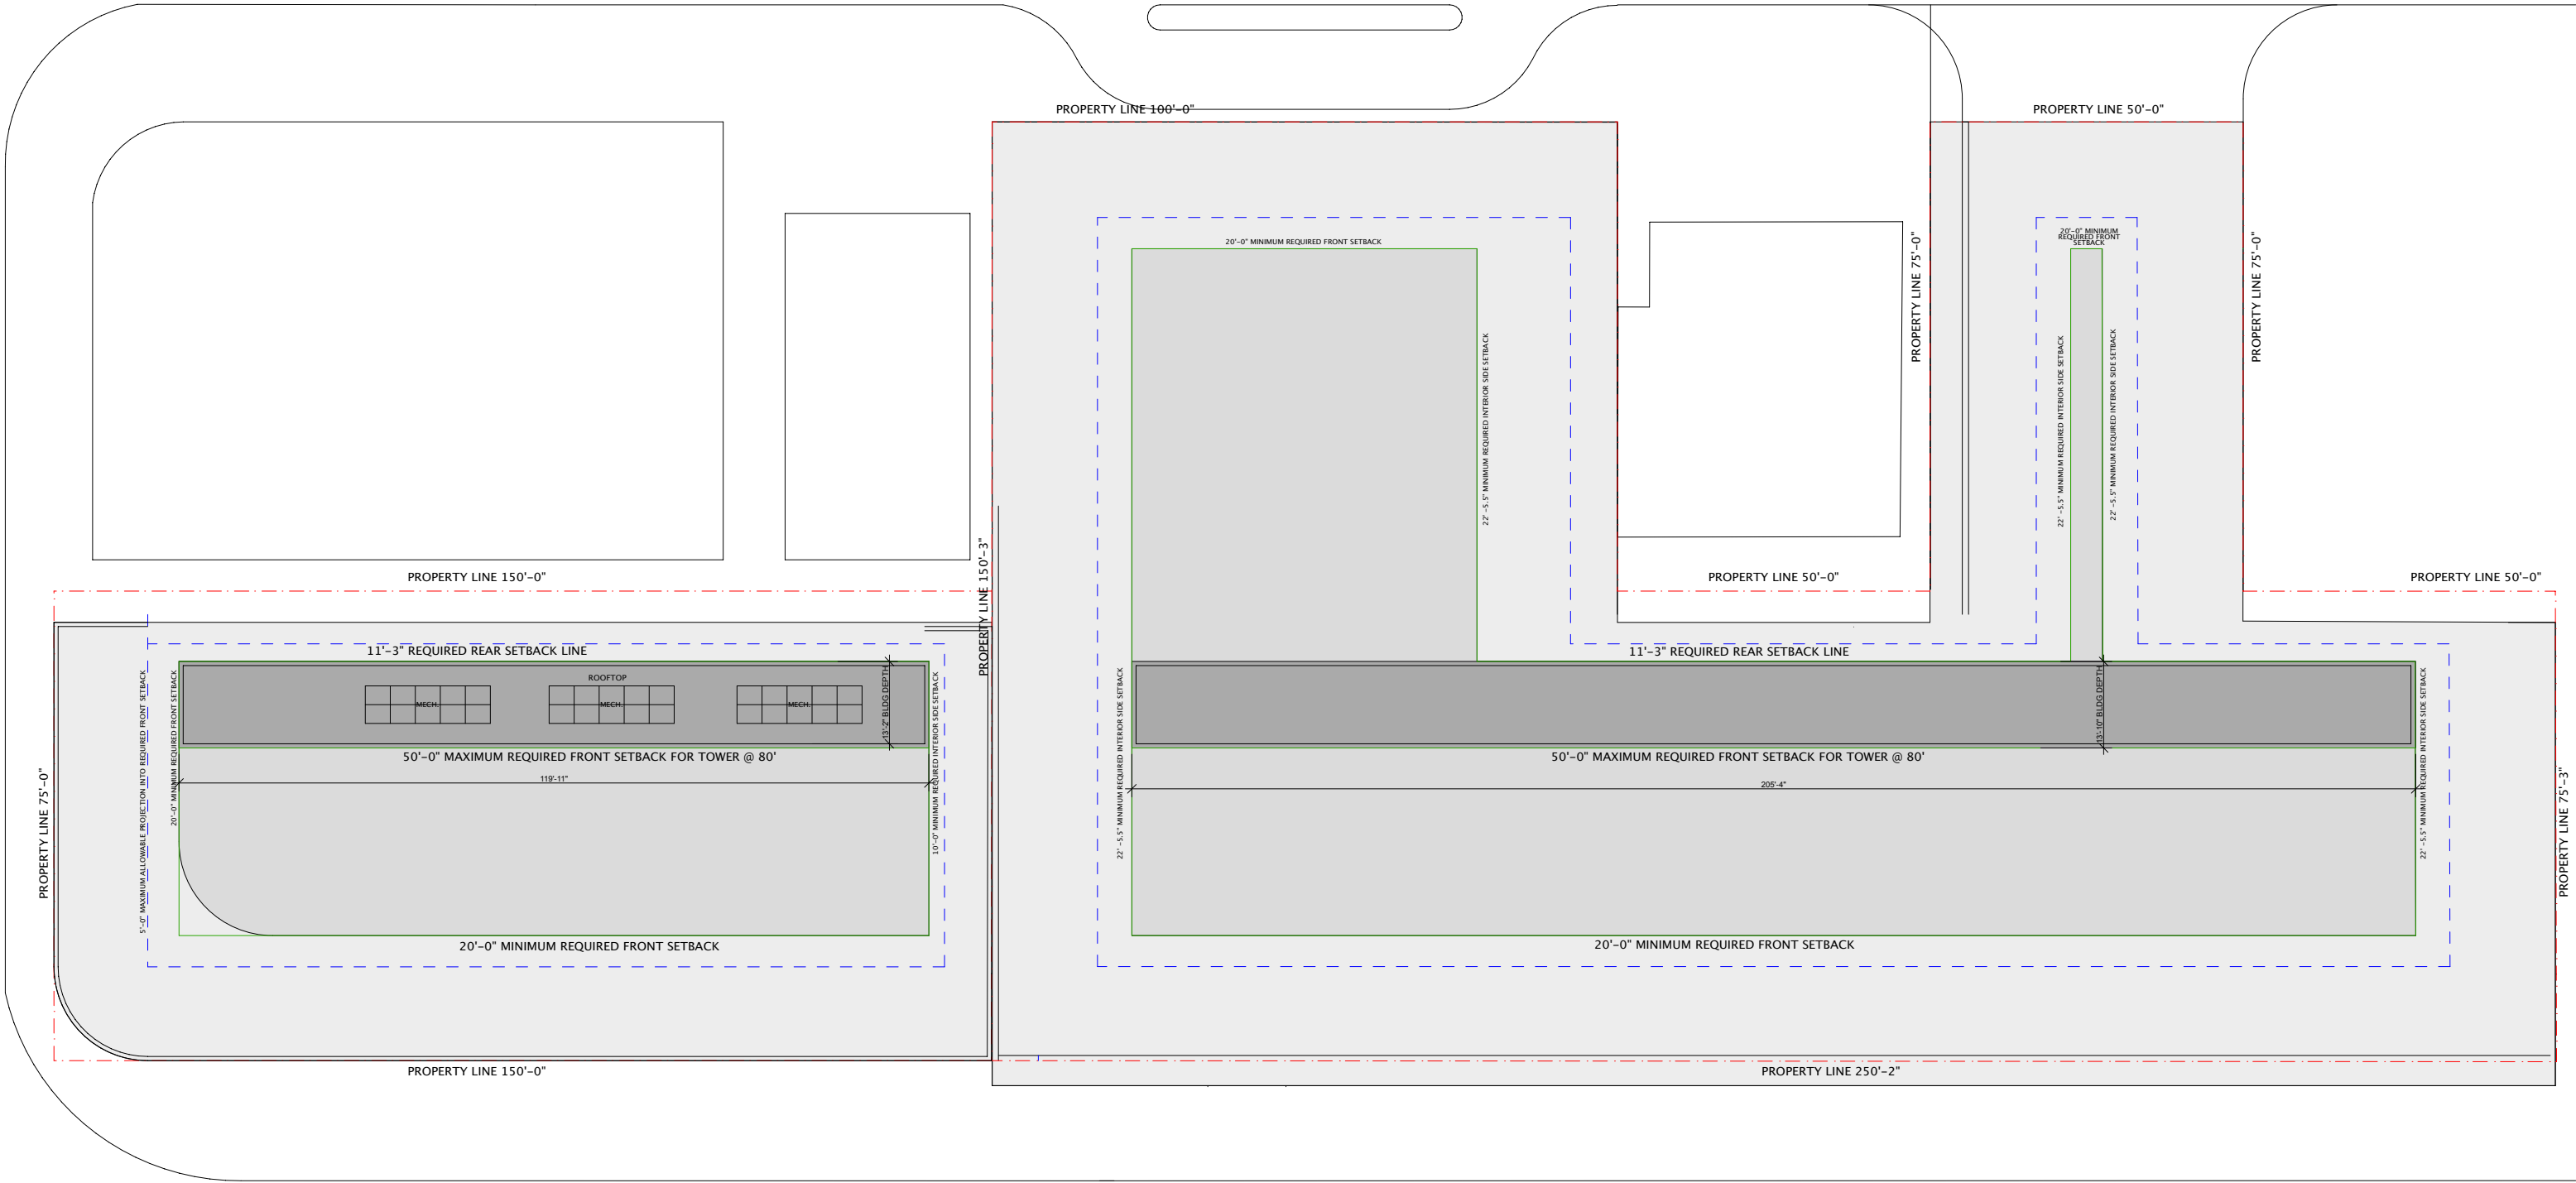 PROPERTY LINE 100'-0"
PROPERTY LINE 50'-0"
20'-0" MINIMUM REQUIRED FRONT SETBACK
20'-0" MINIMUM
REQUIRED FRONT
SETBACK
PROPERTY LINE 75'-0"
PROPERTY LINE 75'-0"
22' -5.5" MINIMUM REQUIRED INTERIOR SIDE SETBACK
22' -5.5" MINIMUM REQUIRED INTERIOR SIDE SETBACK
22' -5.5" MINIMUM REQUIRED INTERIOR SIDE SETBACK
PROPERTY LINE 150'-0"
PROPERTY LINE 150'-3"
PROPERTY LINE 50'-0"
PROPERTY LINE 50'-0"
11'-3" REQUIRED REAR SETBACK LINE
11'-3" REQUIRED REAR SETBACK LINE
ROOFTOP
MECH.
MECH.
MECH.
13'-2" BLDG DEPTH
13'-10" BLDG DEPTH
5'-0" MAXIMUM ALLOWABLE PROJECTION INTO REQUIRED FRONT SETBACK
20'-0" MINIMUM REQUIRED FRONT SETBACK
10'-0" MINIMUM REQUIRED INTERIOR SIDE SETBACK
22' -5.5" MINIMUM REQUIRED INTERIOR SIDE SETBACK
22' -5.5" MINIMUM REQUIRED INTERIOR SIDE SETBACK
50'-0" MAXIMUM REQUIRED FRONT SETBACK FOR TOWER @ 80'
50'-0" MAXIMUM REQUIRED FRONT SETBACK FOR TOWER @ 80'
119'-11"
205'-4"
PROPERTY LINE 75'-0"
PROPERTY LINE 75'-3"
20'-0" MINIMUM REQUIRED FRONT SETBACK
20'-0" MINIMUM REQUIRED FRONT SETBACK
PROPERTY LINE 150'-0"
PROPERTY LINE 250'-2"